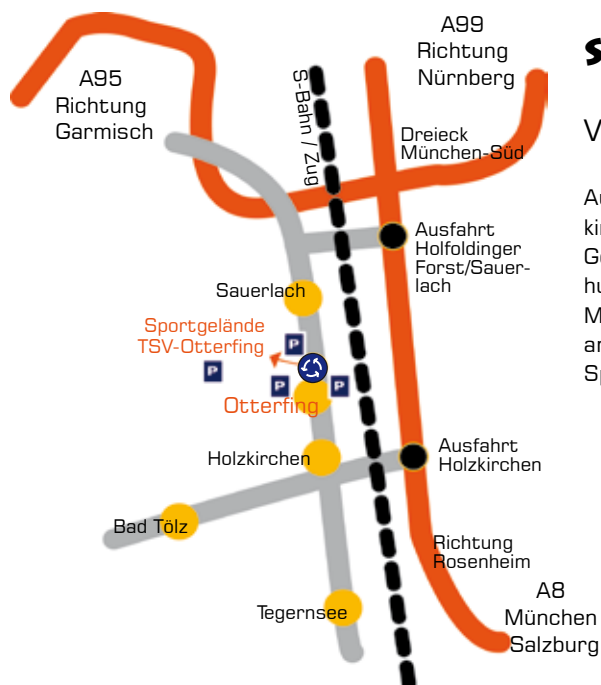 A95
Richtung
Garmisch
S-Bahn / Zug
A99
Richtung
Nürnberg
Dreieck
München-Süd
Ausfahrt
Holfoldinger
Forst/Sauer-
lach
Sauerlach
Sportgelände
TSV-Otterfing
P
P
P
P
Otterfing
Holzkirchen
Ausfahrt
Holzkirchen
Bad Tölz
Richtung
Rosenheim
Tegernsee
A8
München
Salzburg